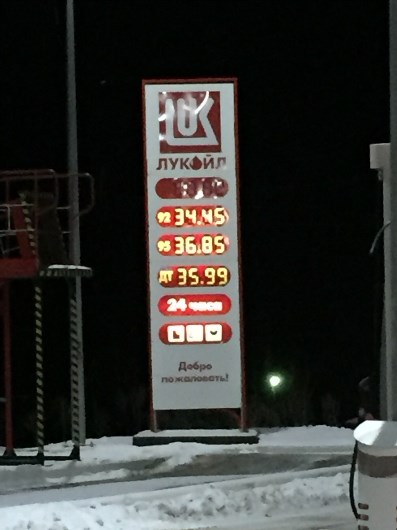 ЛУКОЙЛ
92 34.45
95 36.85
ДТ 35.99
24 часа
Добро
пожаловать!